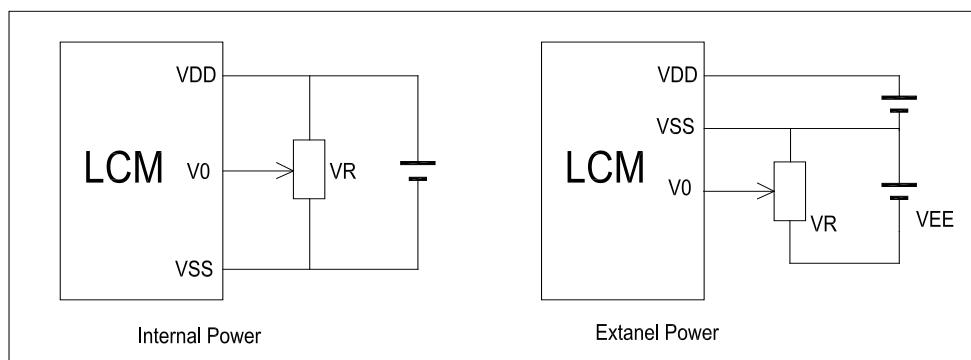 VDD
LCM
V0
VR
VSS
Internal Power
VDD
VSS
LCM
V0
VR
VEE
Extanel Power